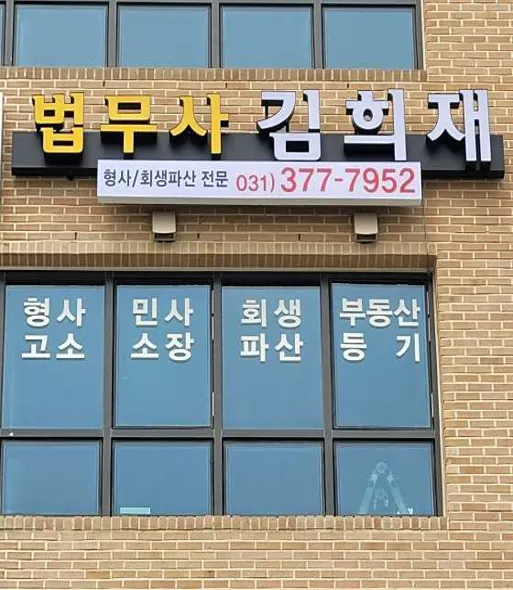 법무사 김희재
형사/회생파산 전문 031) 377-7952
형사 민사 회생 부동산
고소 소장 파산 등기